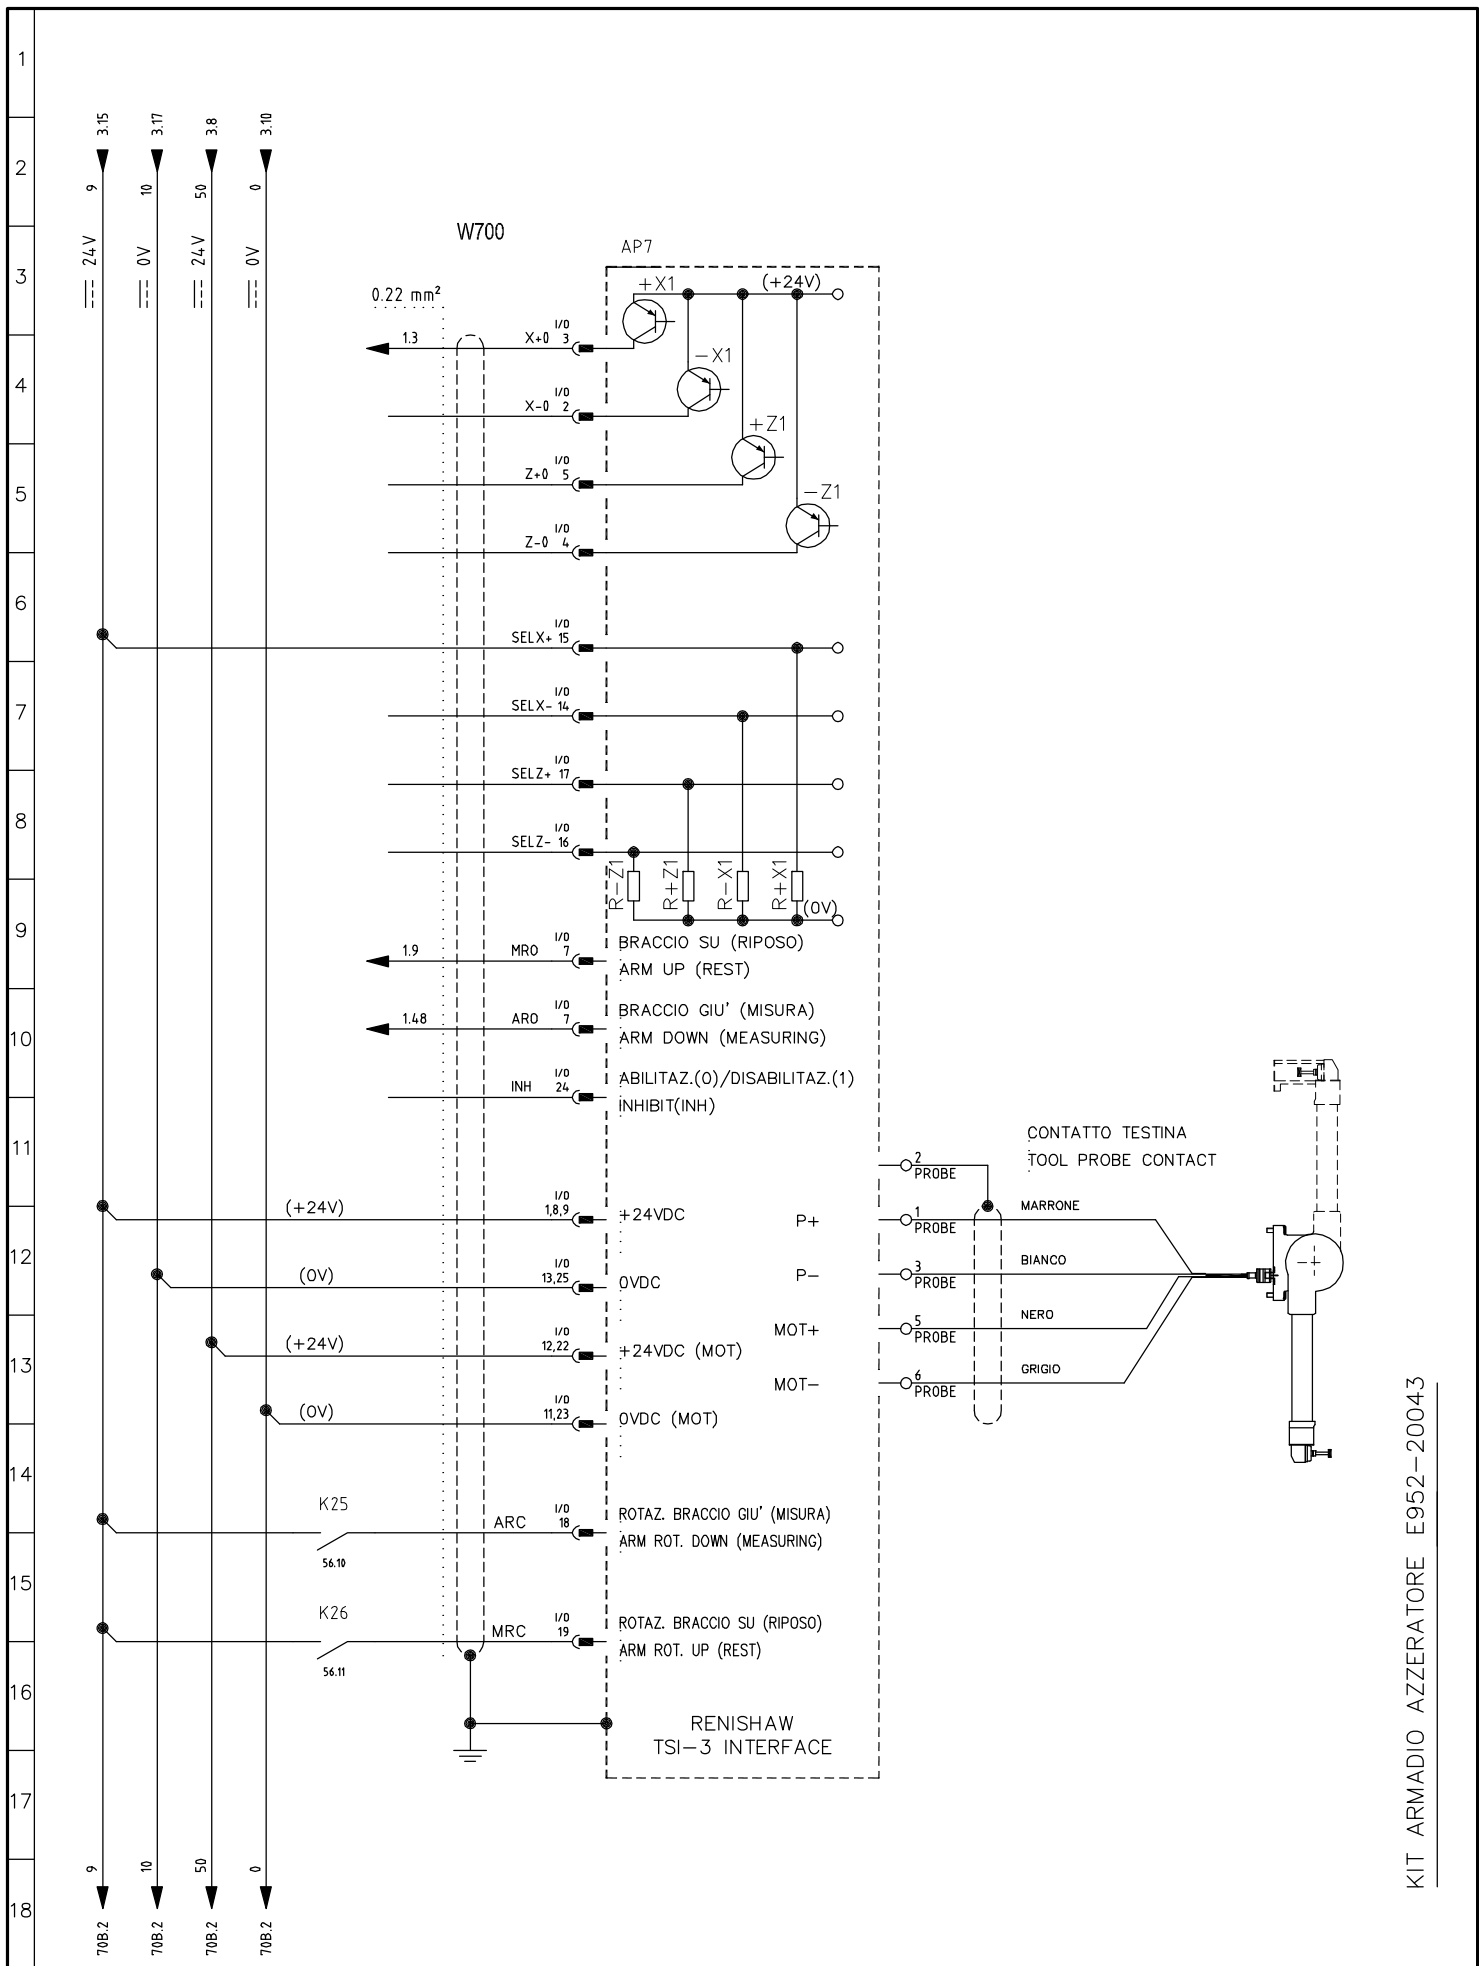 1
2
3
4
5
6
7
8
9
10
11
12
13
14
15
16
17
18
3.15
3.17
3.8
3.10
9
10
50
0
24V
0V
24V
0V
W700
AP7
0.22 mm²
+X1
(+24V)
1.3
X+0
I/0
3
-X1
X-0
I/0
2
+Z1
Z+0
I/0
5
-Z1
Z-0
I/0
4
SELX+
I/0
15
SELX-
I/0
14
SELZ+
I/0
17
SELZ-
I/0
16
R-Z1
R+Z1
R-X1
R+X1
(0V)
1.9
MRO
I/0
7
BRACCIO SU (RIPOSO)
ARM UP (REST)
1.48
ARO
I/0
7
BRACCIO GIU' (MISURA)
ARM DOWN (MEASURING)
INH
I/0
24
ABILITAZ.(0)/DISABILITAZ.(1)
INHIBIT(INH)
CONTATTO TESTINA
TOOL PROBE CONTACT
2
PROBE
(+24V)
I/0
1,8,9
+24VDC
P+
1
PROBE
MARRONE
(0V)
I/0
13,25
0VDC
P-
3
PROBE
BIANCO
(+24V)
I/0
12,22
+24VDC (MOT)
MOT+
5
PROBE
NERO
MOT-
6
PROBE
GRIGIO
(0V)
I/0
11,23
0VDC (MOT)
K25
56.10
ARC
I/0
18
ROTAZ. BRACCIO GIU' (MISURA)
ARM ROT. DOWN (MEASURING)
K26
56.11
MRC
I/0
19
ROTAZ. BRACCIO SU (RIPOSO)
ARM ROT. UP (REST)
RENISHAW
TSI-3 INTERFACE
9
10
50
0
70B.2
70B.2
70B.2
70B.2
KIT ARMADIO AZZERATORE E952-20043